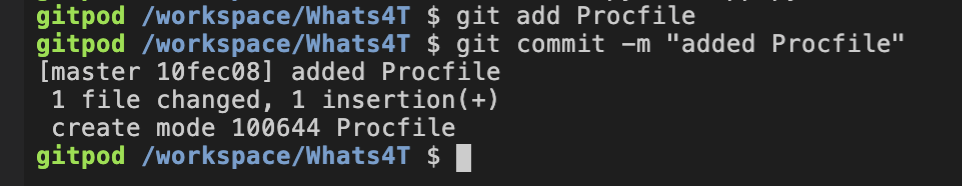 gitpod /workspace/Whats4T $ git add Procfile
gitpod /workspace/Whats4T $ git commit -m "added Procfile"
[master 10fec08] added Procfile
 1 file changed, 1 insertion(+)
 create mode 100644 Procfile
gitpod /workspace/Whats4T $